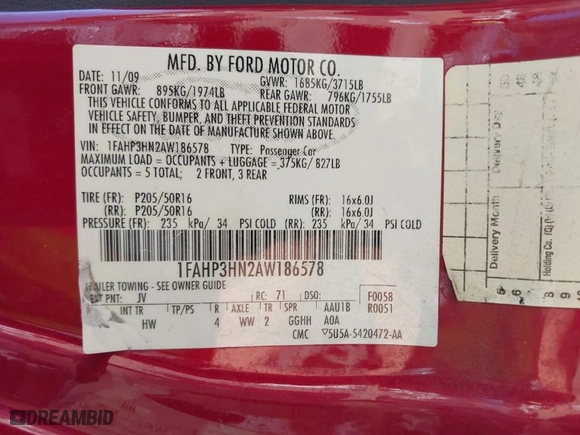 MFD. BY FORD MOTOR CO.
DATE: 11/09 GVWR: 1685KG/3715LB
FRONT GAWR: 895KG/1974LB REAR GAWR: 796KG/1755LB
THIS VEHICLE CONFORMS TO ALL APPLICABLE FEDERAL MOTOR
VEHICLE SAFETY, BUMPER, AND THEFT PREVENTION STANDARDS
IN EFFECT ON THE DATE OF MANUFACTURE SHOWN ABOVE.
VIN: 1FAHP3HN2AW186578 TYPE: Passenger Car
MAXIMUM LOAD = OCCUPANTS + LUGGAGE = 375KG/ 827LB
OCCUPANTS = 5 TOTAL; 2 FRONT, 3 REAR
TIRE (FR): P205/50R16 RIMS (FR): 16x6.0J
(RR): P205/50R16 (RR): 16x6.0J
PRESSURE (FR): 235 kPa/ 34 PSI COLD (RR): 235 kPa/ 34 PSI COLD
1FAHP3HN2AW186578
TRAILER TOWING - SEE OWNER GUIDE
EXT PNT: JV RC: 71 DSO: F0058
INT TR TP/PS R AXLE TR AAU1B R0051
HW 4 WW 2 GGHH A0A
CMC 5U5A-5420472-AA
Delivery Month
Delivery
Holding Co.
DREAMBID